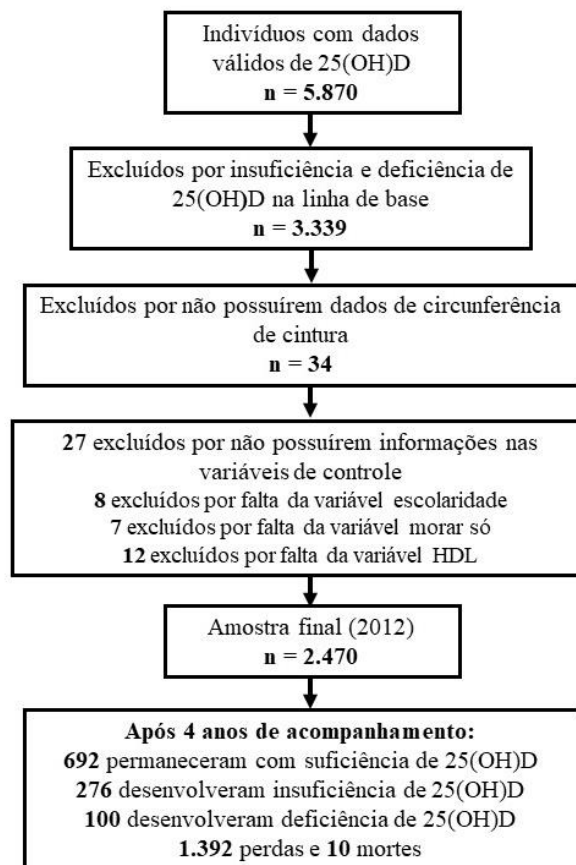 Indivíduos com dados
válidos de 25(OH)D
n = 5.870
Excluídos por insuficiência e deficiência de
25(OH)D na linha de base
n = 3.339
Excluídos por não possuírem dados de circunferência
de cintura
n = 34
27 excluídos por não possuírem informações nas
variáveis de controle
8 excluídos por falta da variável escolaridade
7 excluídos por falta da variável morar só
12 excluídos por falta da variável HDL
Amostra final (2012)
n = 2.470
Após 4 anos de acompanhamento:
692 permaneceram com suficiência de 25(OH)D
276 desenvolveram insuficiência de 25(OH)D
100 desenvolveram deficiência de 25(OH)D
1.392 perdas e 10 mortes